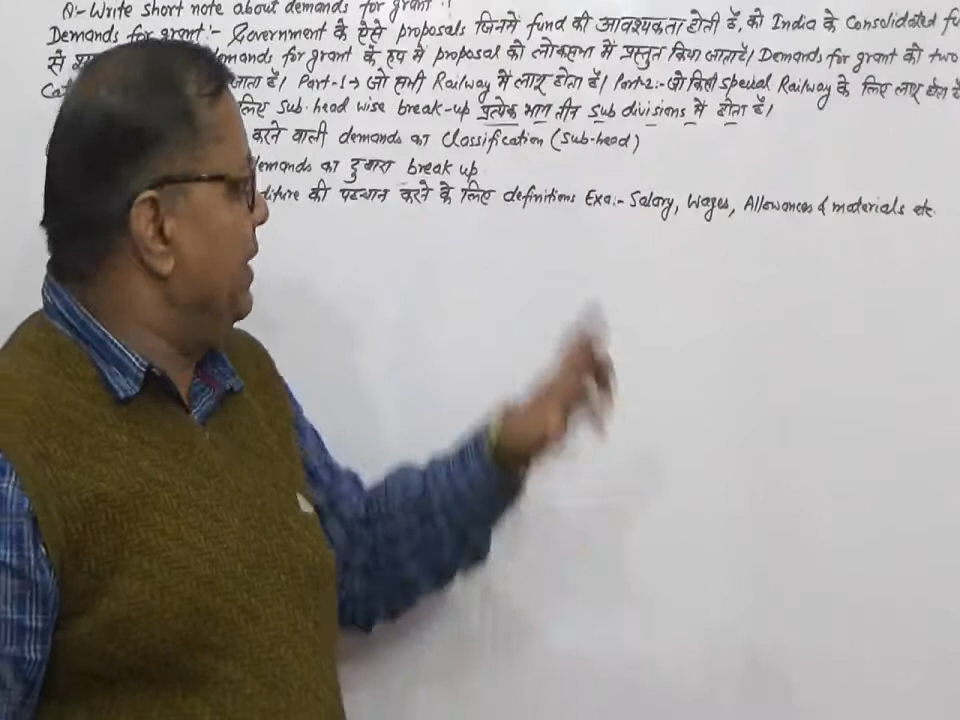 Q:- Write short note about demands for grant.
Demands for grant:- Government के ऐसे proposals जिनमें fund की आवश्यकता होती है, को India के Consolidated fu
से demands for grant के रूप में proposal को लोकसभा में प्रस्तुत किया जाता है। Demands for grant को two
Cat जाता है। Part-1→ जो सभी Railway में लागू होता है। Part-2:- जो किसी special Railway के लिए लागू होता है
लिए sub-head wise break-up प्रत्येक भाग तीन sub divisions में होता है।
करने वाली demands का Classification (sub-head)
demands का दुबारा break up
diture की पहचान करने के लिए definitions Exa:- Salary, Wages, Allowances & materials etc.